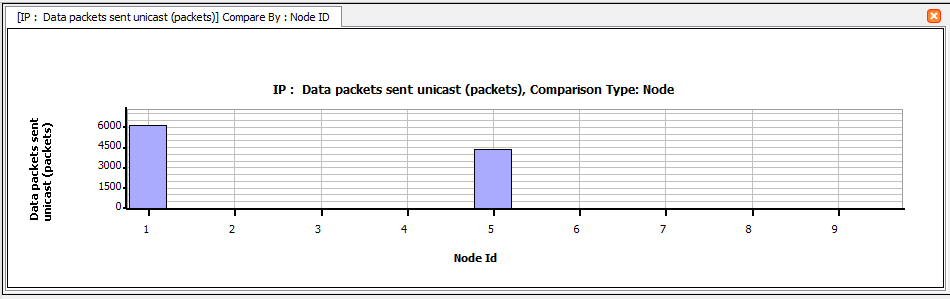 [IP :  Data packets sent unicast (packets)] Compare By : Node ID
IP :  Data packets sent unicast (packets), Comparison Type: Node
Data packets sent
unicast (packets)
6000
4500
3000
1500
0
1 2 3 4 5 6 7 8 9
Node Id